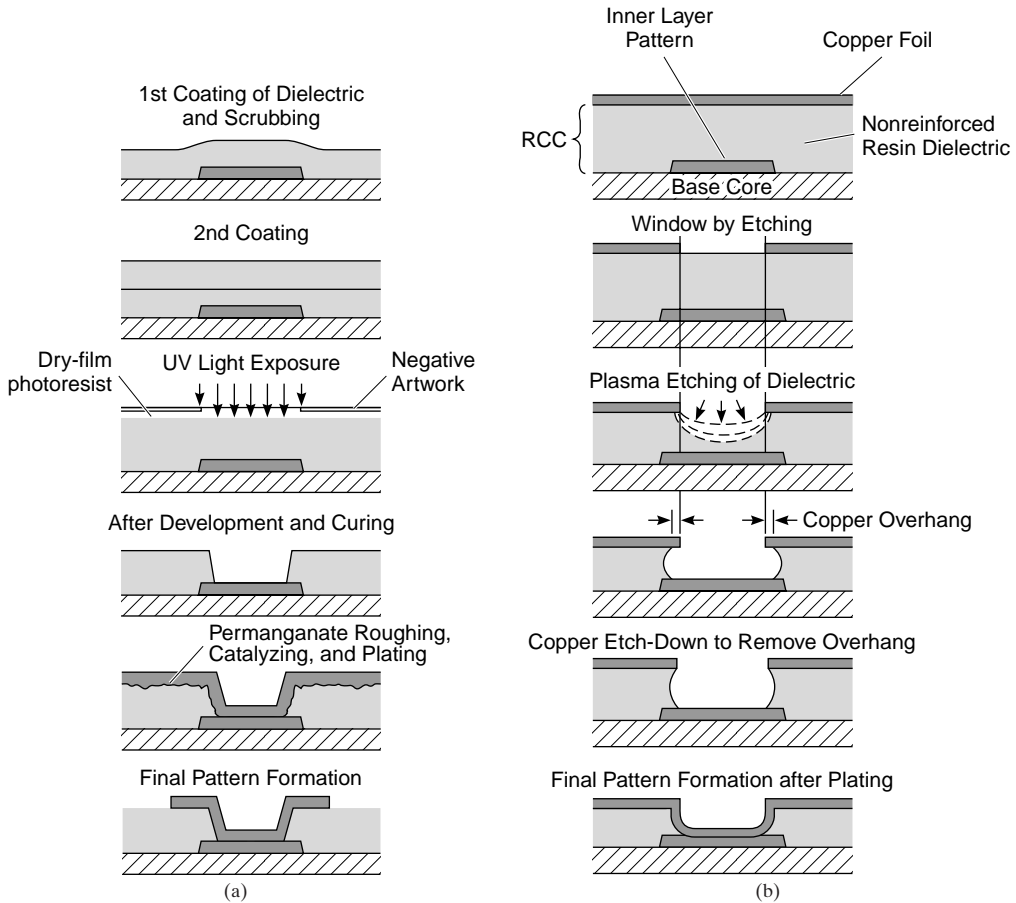 1st Coating of Dielectric
and Scrubbing
2nd Coating
Dry-film
photoresist
UV Light Exposure
Negative
Artwork
After Development and Curing
Permanganate Roughing,
Catalyzing, and Plating
Final Pattern Formation
(a)
Inner Layer
Pattern
Copper Foil
RCC
Nonreinforced
Resin Dielectric
Base Core
Window by Etching
Plasma Etching of Dielectric
Copper Overhang
Copper Etch-Down to Remove Overhang
Final Pattern Formation after Plating
(b)